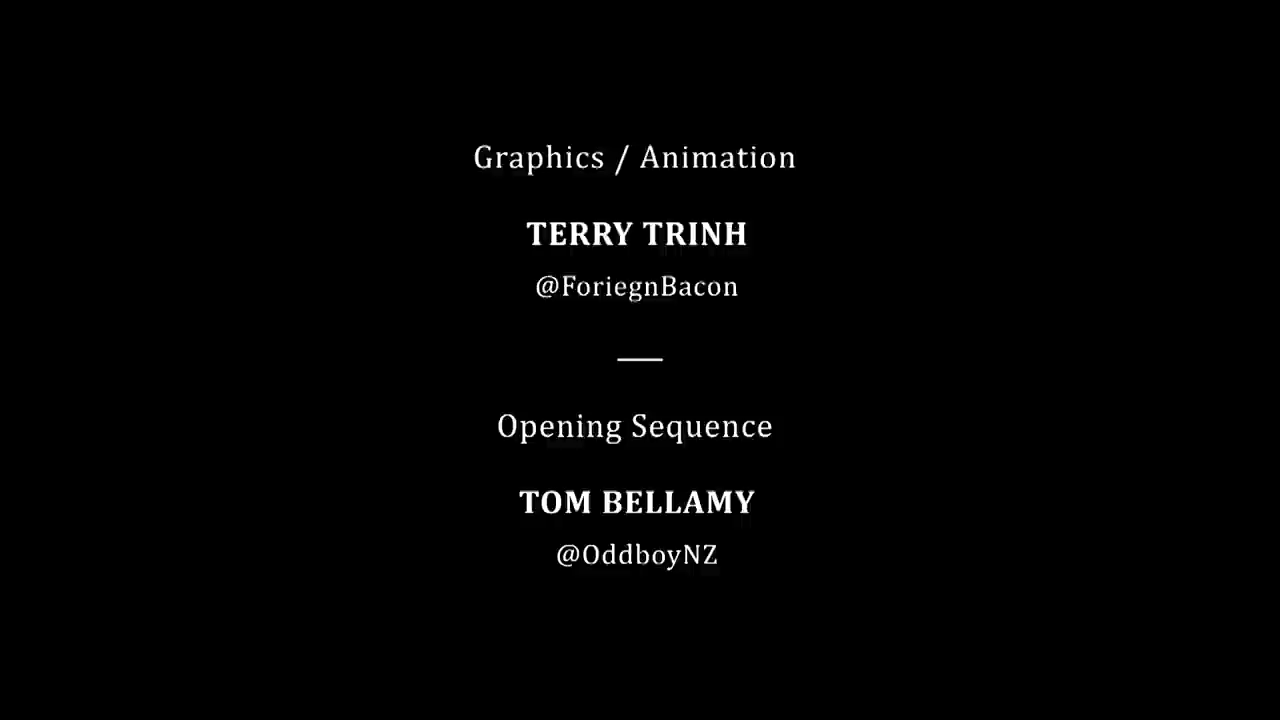 Graphics / Animation
TERRY TRINH
@ForiegnBacon
Opening Sequence
TOM BELLAMY
@OddboyNZ